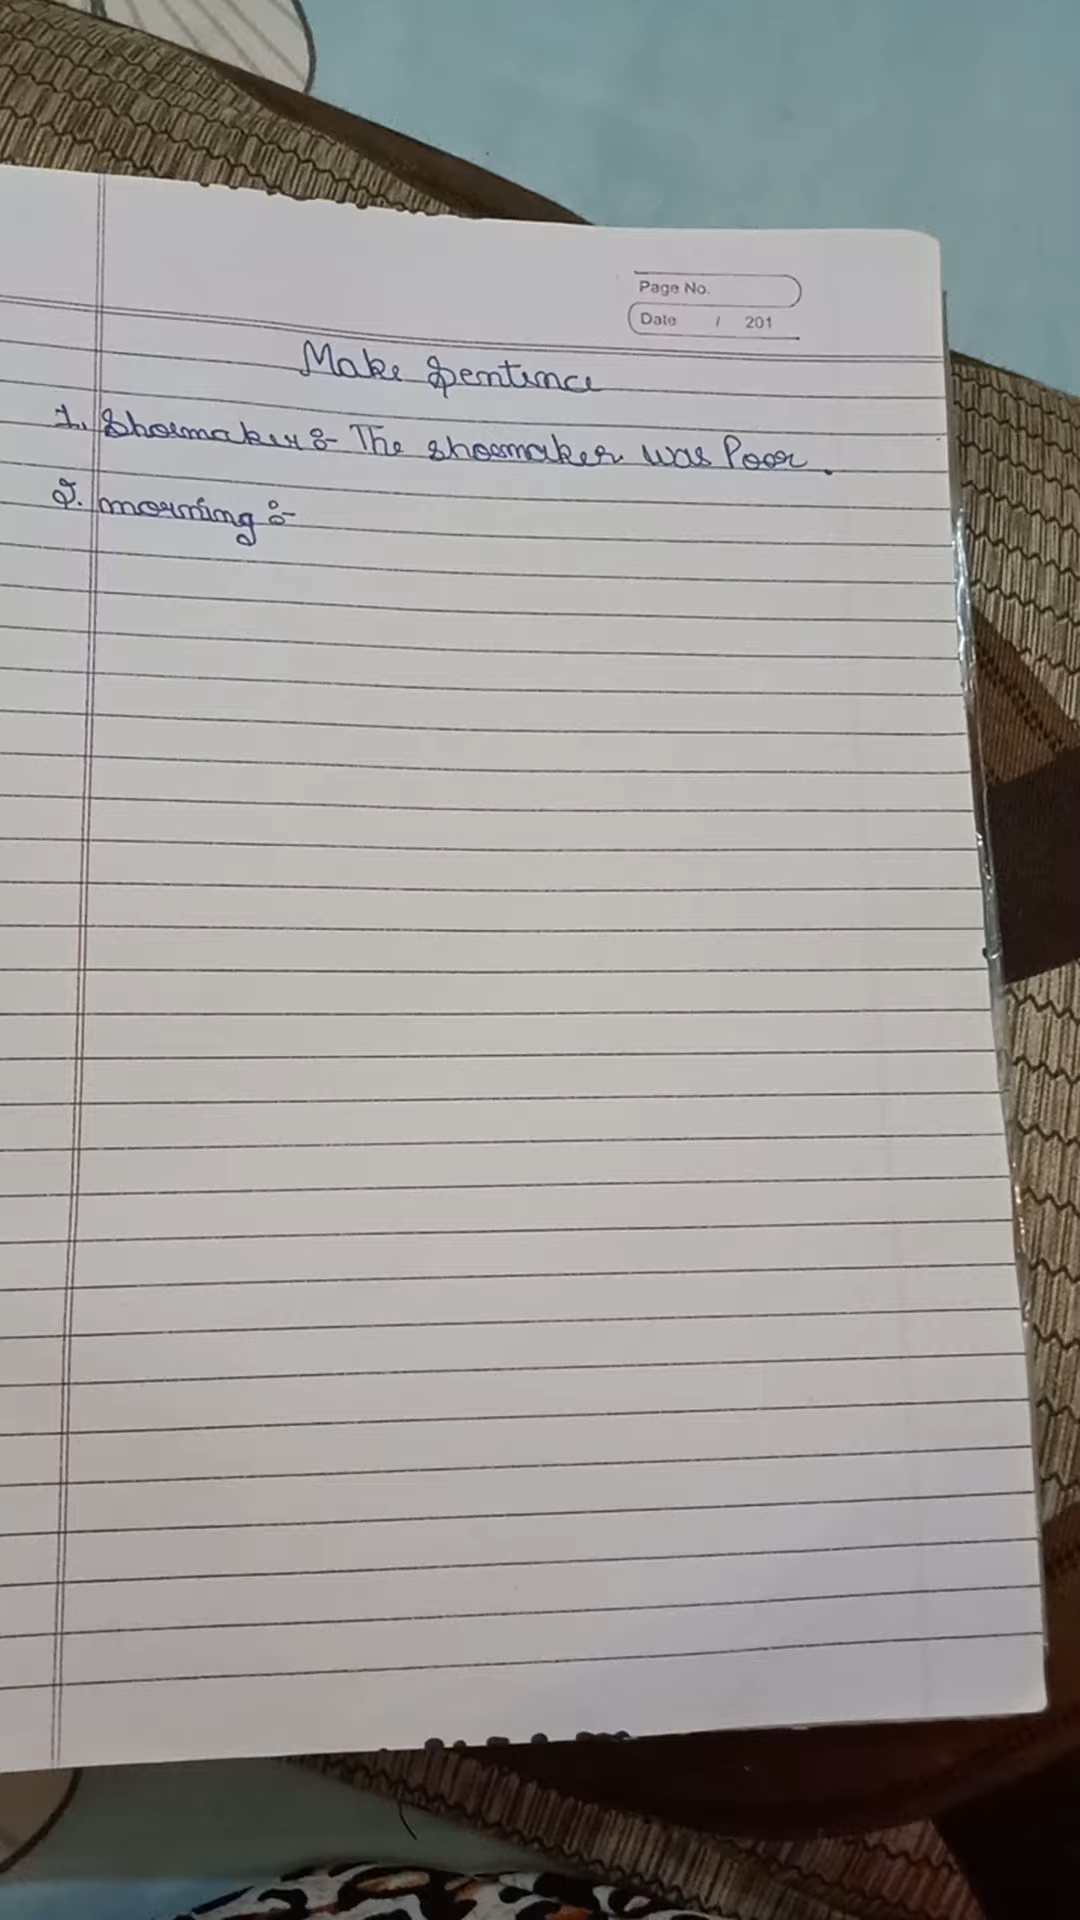 Page No.
Date / 201
Make Sentence
1. Shoemaker :- The shoemaker was Poor.
2. morning :-